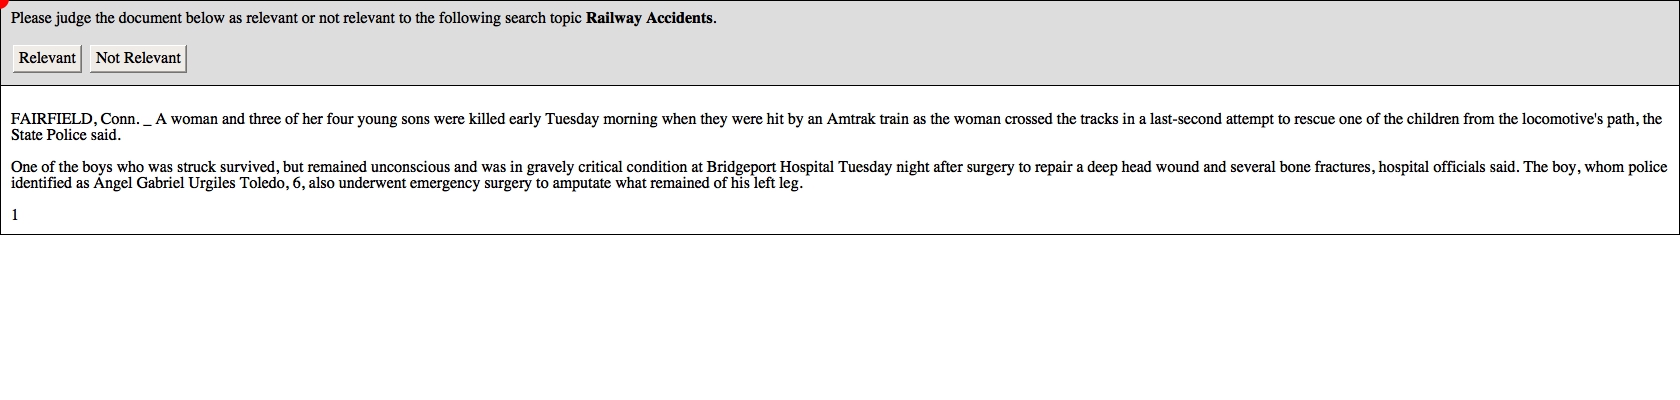 Please judge the document below as relevant or not relevant to the following search topic Railway Accidents.
Relevant Not Relevant
FAIRFIELD, Conn. _ A woman and three of her four young sons were killed early Tuesday morning when they were hit by an Amtrak train as the woman crossed the tracks in a last-second attempt to rescue one of the children from the locomotive's path, the
State Police said.
One of the boys who was struck survived, but remained unconscious and was in gravely critical condition at Bridgeport Hospital Tuesday night after surgery to repair a deep head wound and several bone fractures, hospital officials said. The boy, whom police
identified as Angel Gabriel Urgiles Toledo, 6, also underwent emergency surgery to amputate what remained of his left leg.
1